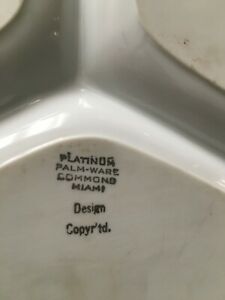 PLATINUM
PALM-WARE
COMMONS
MIAMI
Design
Copyr'td.